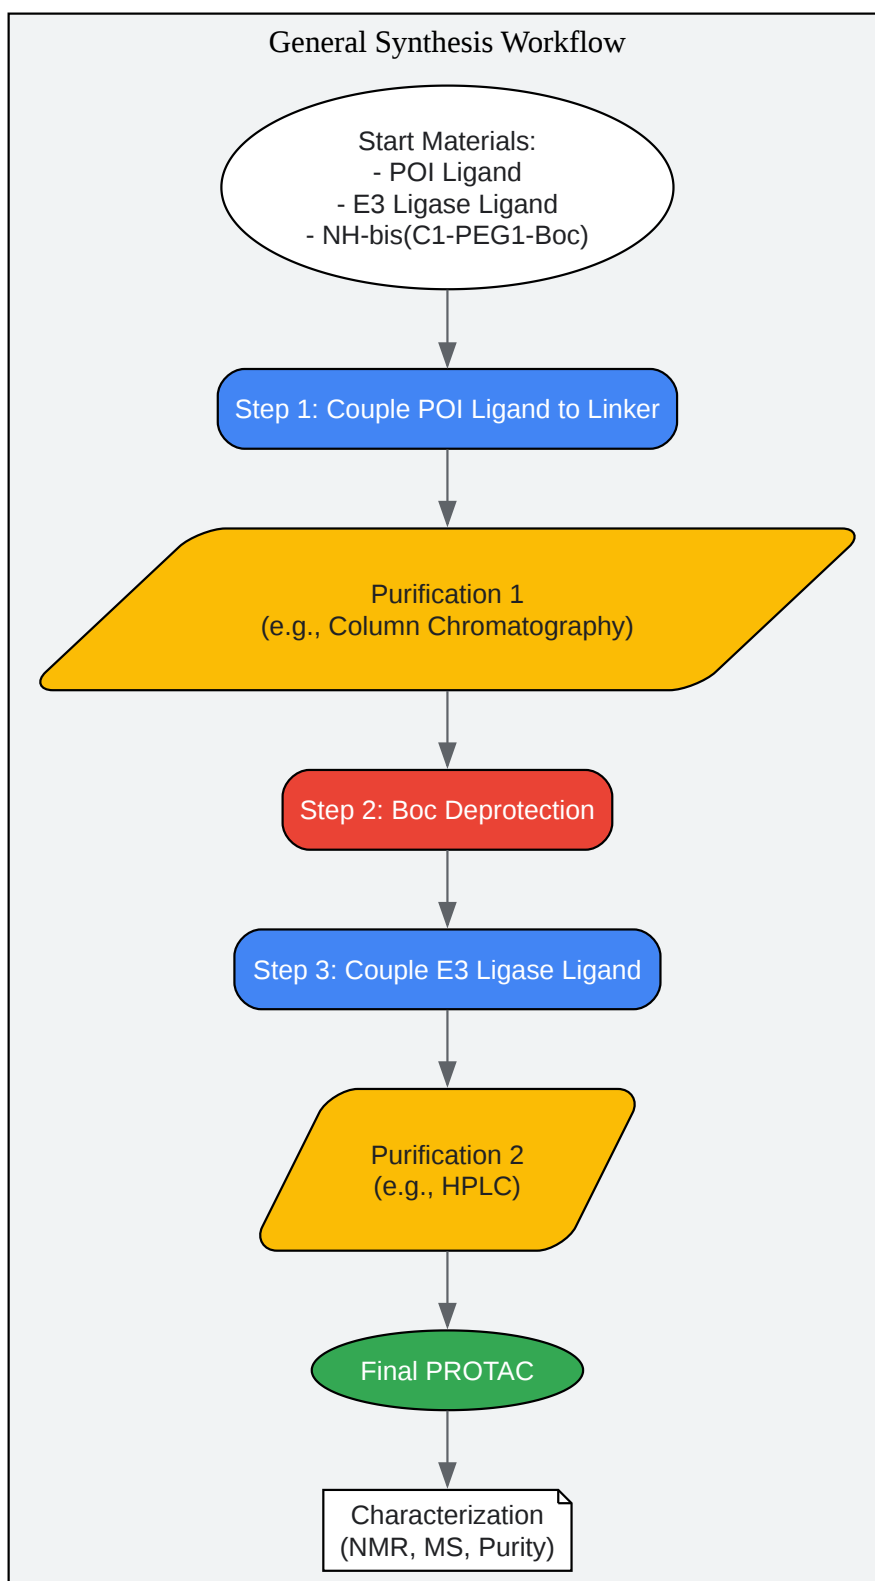 General Synthesis Workflow
Start Materials:
- POI Ligand
- E3 Ligase Ligand
- NH-bis(C1-PEG1-Boc)
Step 1: Couple POI Ligand to Linker
Purification 1
(e.g., Column Chromatography)
Step 2: Boc Deprotection
Step 3: Couple E3 Ligase Ligand
Purification 2
(e.g., HPLC)
Final PROTAC
Characterization
(NMR, MS, Purity)